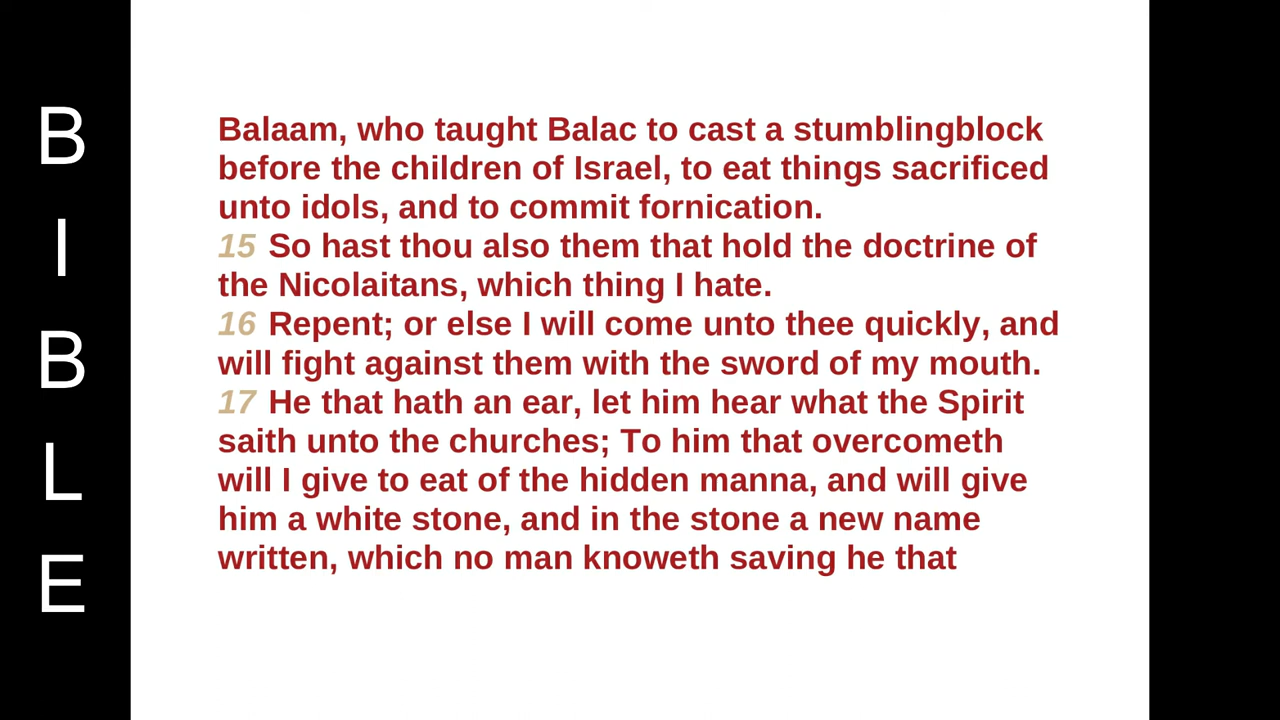 BIBLE
Balaam, who taught Balac to cast a stumblingblock
before the children of Israel, to eat things sacrificed
unto idols, and to commit fornication.
15 So hast thou also them that hold the doctrine of
the Nicolaitans, which thing I hate.
16 Repent; or else I will come unto thee quickly, and
will fight against them with the sword of my mouth.
17 He that hath an ear, let him hear what the Spirit
saith unto the churches; To him that overcometh
will I give to eat of the hidden manna, and will give
him a white stone, and in the stone a new name
written, which no man knoweth saving he that